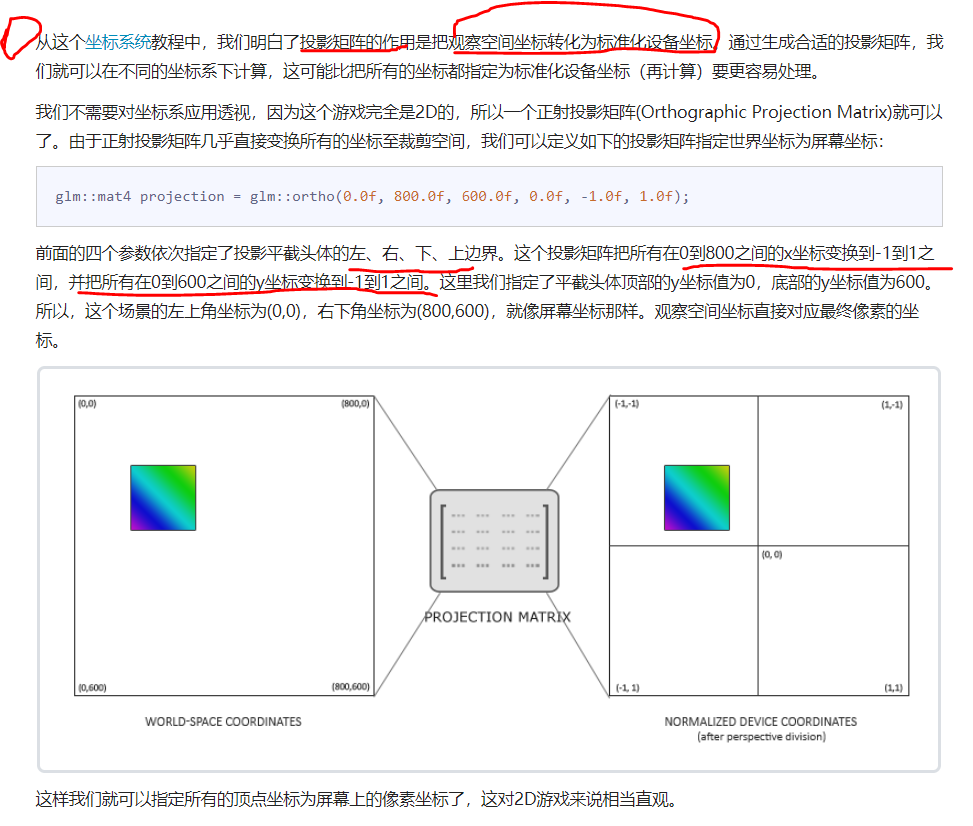 从这个坐标系统教程中，我们明白了投影矩阵的作用是把观察空间坐标转化为标准化设备坐标。通过生成合适的投影矩阵，我
们就可以在不同的坐标系下计算，这可能比把所有的坐标都指定为标准化设备坐标（再计算）要更容易处理。
我们不需要对坐标系应用透视，因为这个游戏完全是2D的，所以一个正射投影矩阵(Orthographic Projection Matrix)就可以
了。由于正射投影矩阵几乎直接变换所有的坐标至裁剪空间，我们可以定义如下的投影矩阵指定世界坐标为屏幕坐标：
glm::mat4 projection = glm::ortho(0.0f, 800.0f, 600.0f, 0.0f, -1.0f, 1.0f);
前面的四个参数依次指定了投影平截头体的左、右、下、上边界。这个投影矩阵把所有在0到800之间的x坐标变换到-1到1之
间，并把所有在0到600之间的y坐标变换到-1到1之间。这里我们指定了平截头体顶部的y坐标值为0，底部的y坐标值为600。
所以，这个场景的左上角坐标为(0,0)，右下角坐标为(800,600)，就像屏幕坐标那样。观察空间坐标直接对应最终像素的坐
标。
(0,0) (800,0)
(0,600) (800,600)
WORLD-SPACE COORDINATES
PROJECTION MATRIX
(-1,-1) (1,-1)
(0, 0)
(-1, 1) (1,1)
NORMALIZED DEVICE COORDINATES
(after perspective division)
这样我们就可以指定所有的顶点坐标为屏幕上的像素坐标了，这对2D游戏来说相当直观。